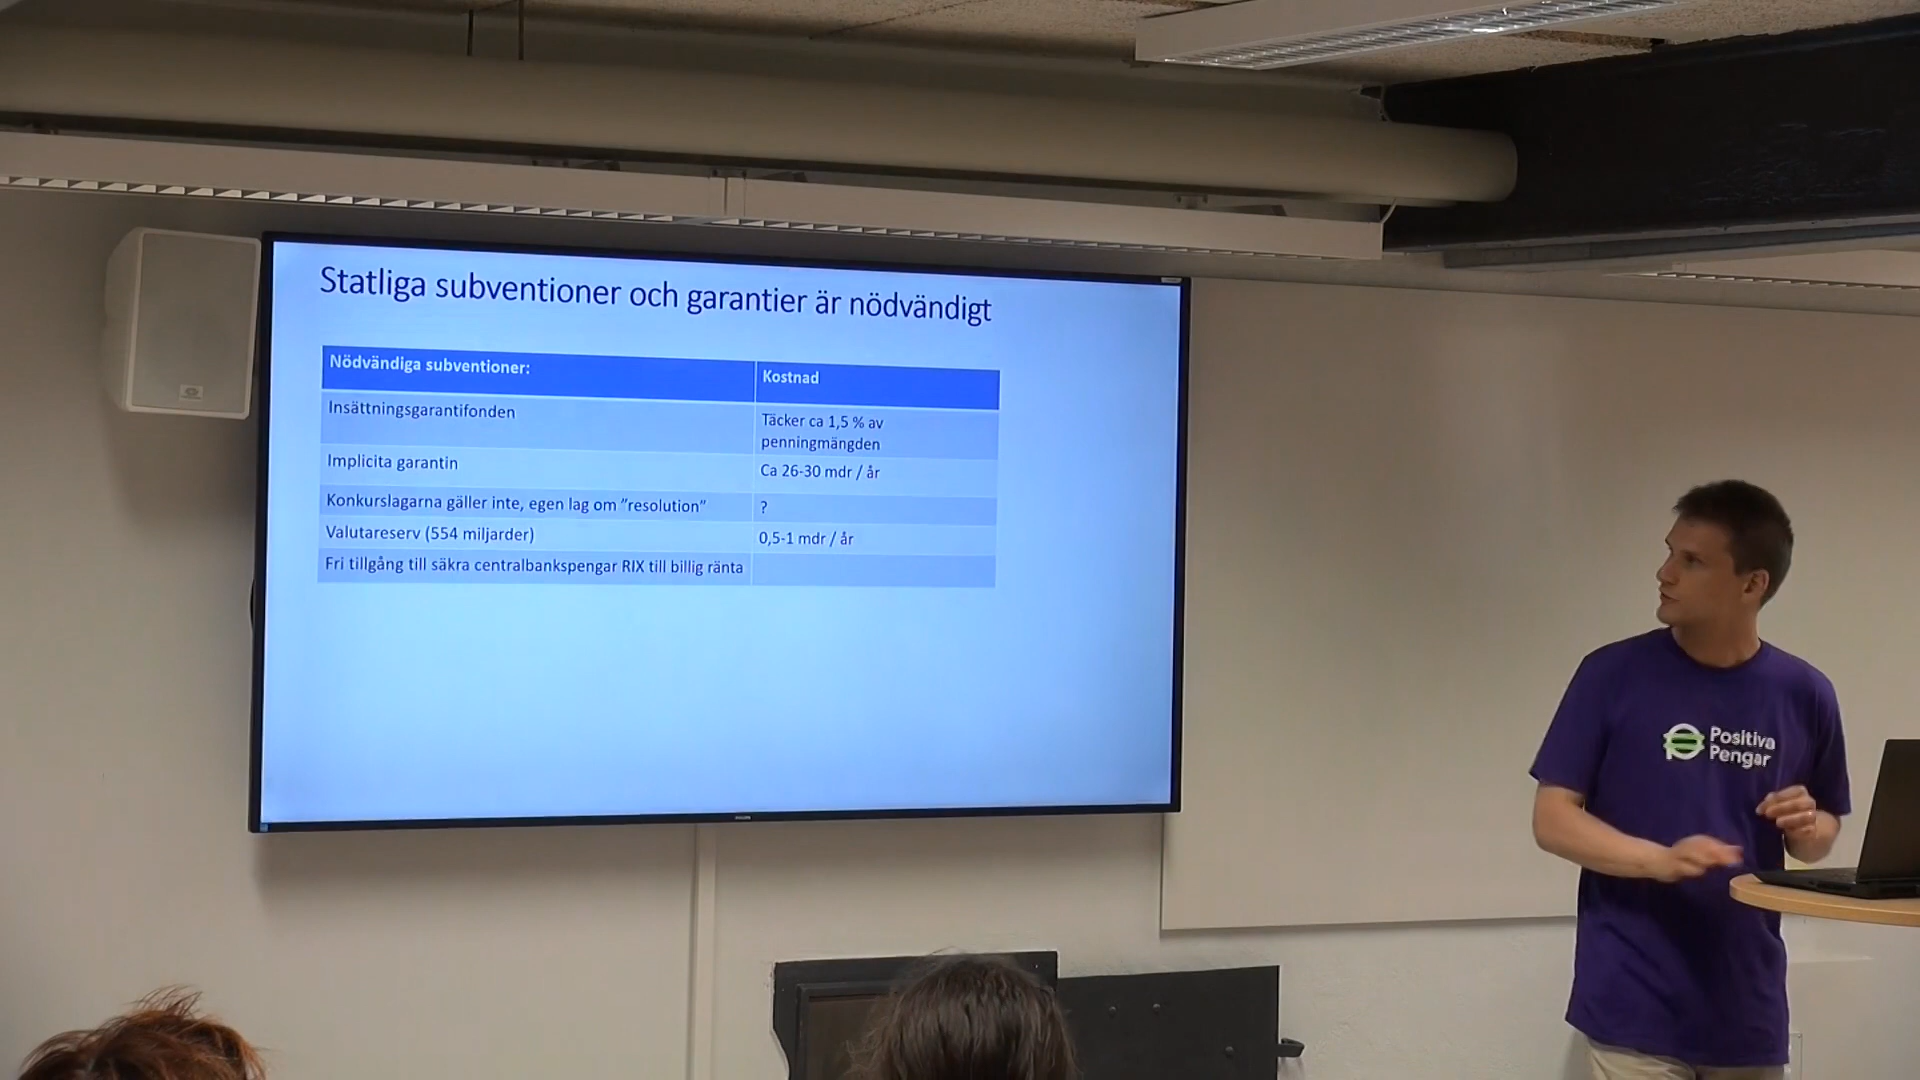 Statliga subventioner och garantier är nödvändigt
Nödvändiga subventioner:
Kostnad
Insättningsgarantifonden
Täcker ca 1,5 % av
penningmängden
Implicita garantin
Ca 26-30 mdr / år
Konkurslagarna gäller inte, egen lag om ”resolution”
?
Valutareserv (554 miljarder)
0,5-1 mdr / år
Fri tillgång till säkra centralbankspengar RIX till billig ränta
Positiva
Pengar